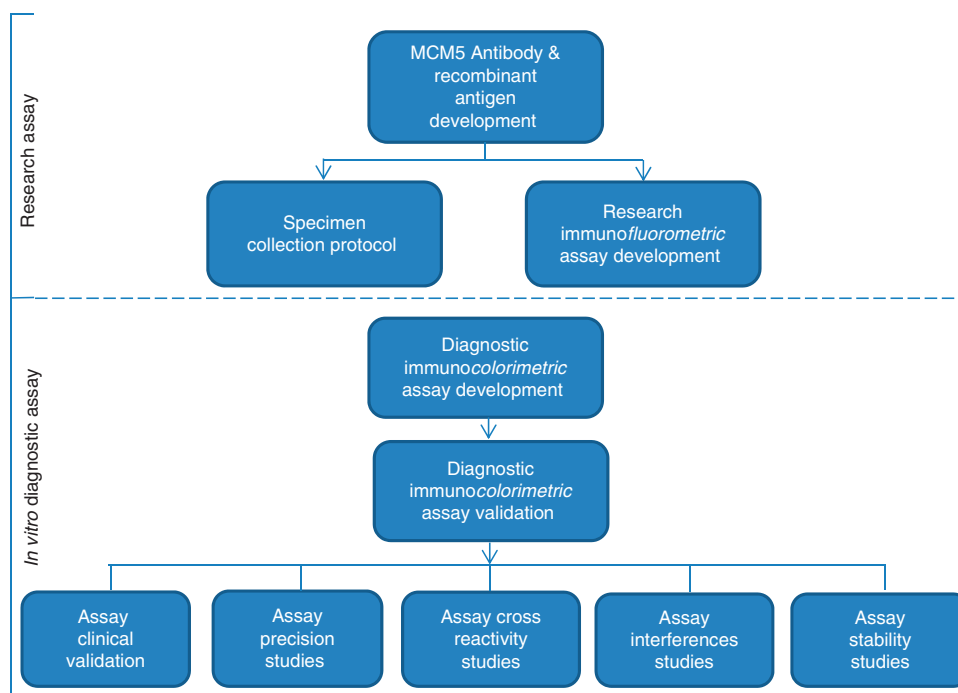 Research assay
MCM5 Antibody &
recombinant
antigen
development
Specimen
collection protocol
Research
immunofluorometric
assay development
In vitro diagnostic assay
Diagnostic
immunocolorimetric
assay development
Diagnostic
immunocolorimetric
assay validation
Assay
clinical
validation
Assay
precision
studies
Assay cross
reactivity
studies
Assay
interferences
studies
Assay
stability
studies